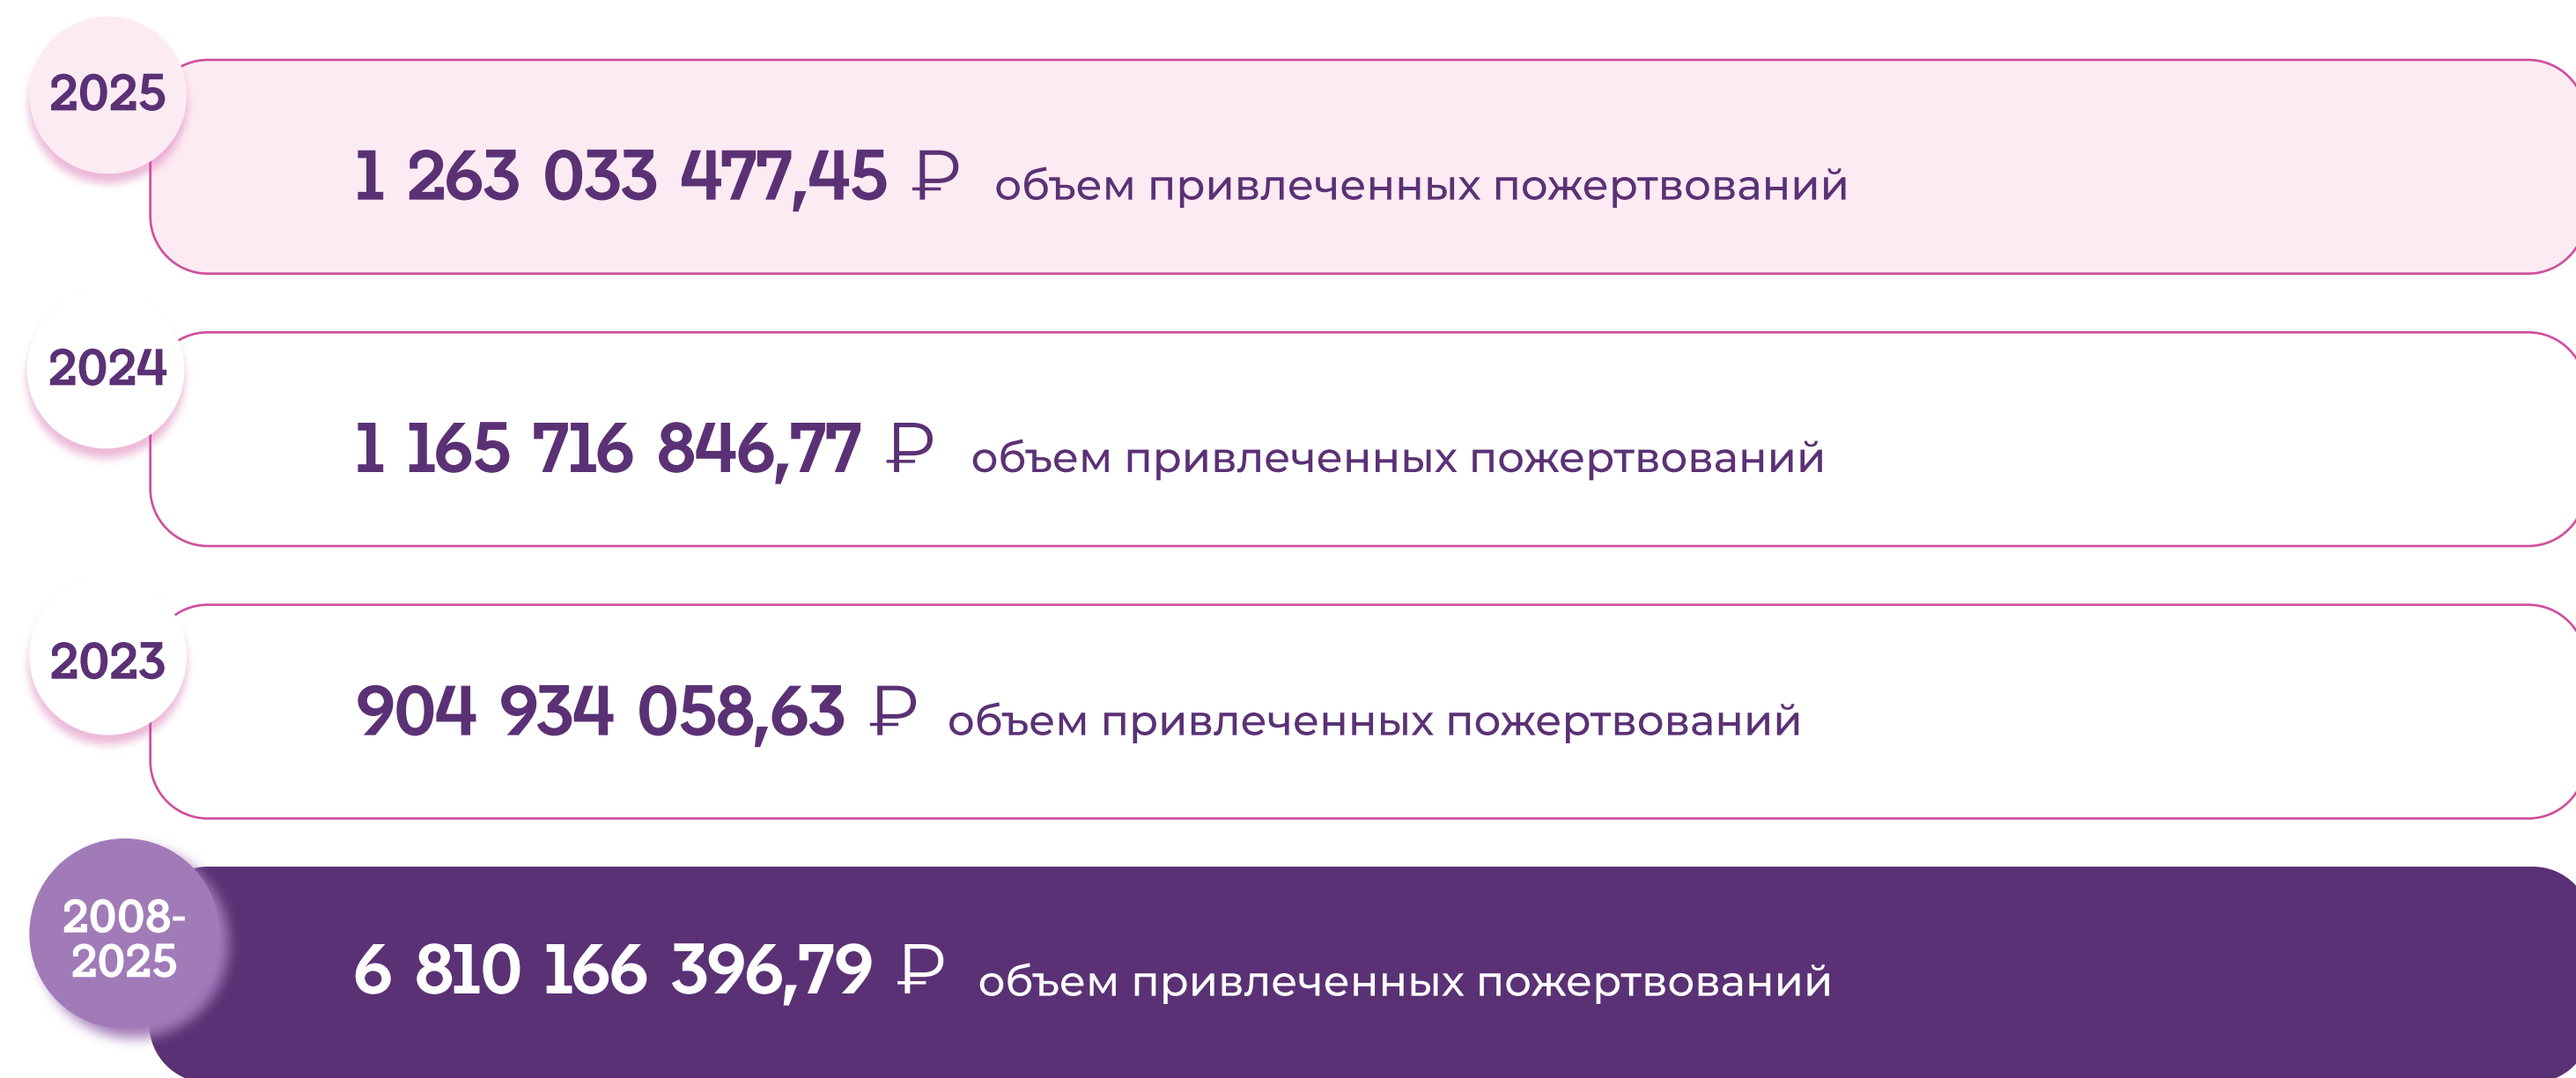 2025
1 263 033 477,45 ₽ объем привлеченных пожертвований
2024
1 165 716 846,77 ₽ объем привлеченных пожертвований
2023
904 934 058,63 ₽ объем привлеченных пожертвований
2008-
2025
6 810 166 396,79 ₽ объем привлеченных пожертвований